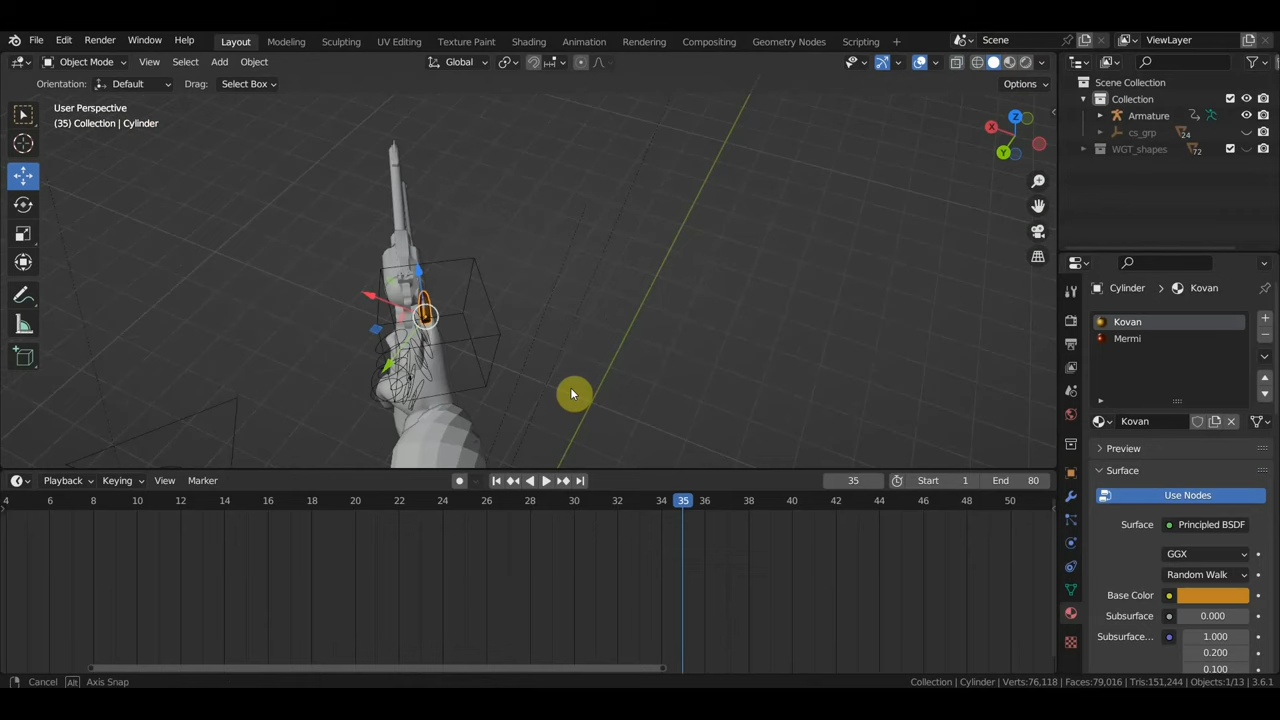 File Edit Render Window Help Layout Modeling Sculpting UV Editing Texture Paint Shading Animation Rendering Compositing Geometry Nodes Scripting + Scene ViewLayer
Object Mode View Select Add Object Global
Orientation: Default Drag: Select Box Options
User Perspective
(35) Collection | Cylinder
X
Y
Z
Scene Collection
Collection
Armature
cs_grp 24
WGT_shapes 72
Cylinder > Kovan
Kovan
Mermi
Kovan
Preview
Surface
Use Nodes
Surface Principled BSDF
GGX
Random Walk
Base Color
Subsurface 0.000
Subsurface... 1.000
0.200
0.100
Playback Keying View Marker 35 Start 1 End 80
4 6 8 10 12 14 16 18 20 22 24 26 28 30 32 34 35 36 38 40 42 44 46 48 50
Cancel Alt Axis Snap Collection | Cylinder | Verts:76,118 | Faces:79,016 | Tris:151,244 | Objects:1/13 | 3.6.1